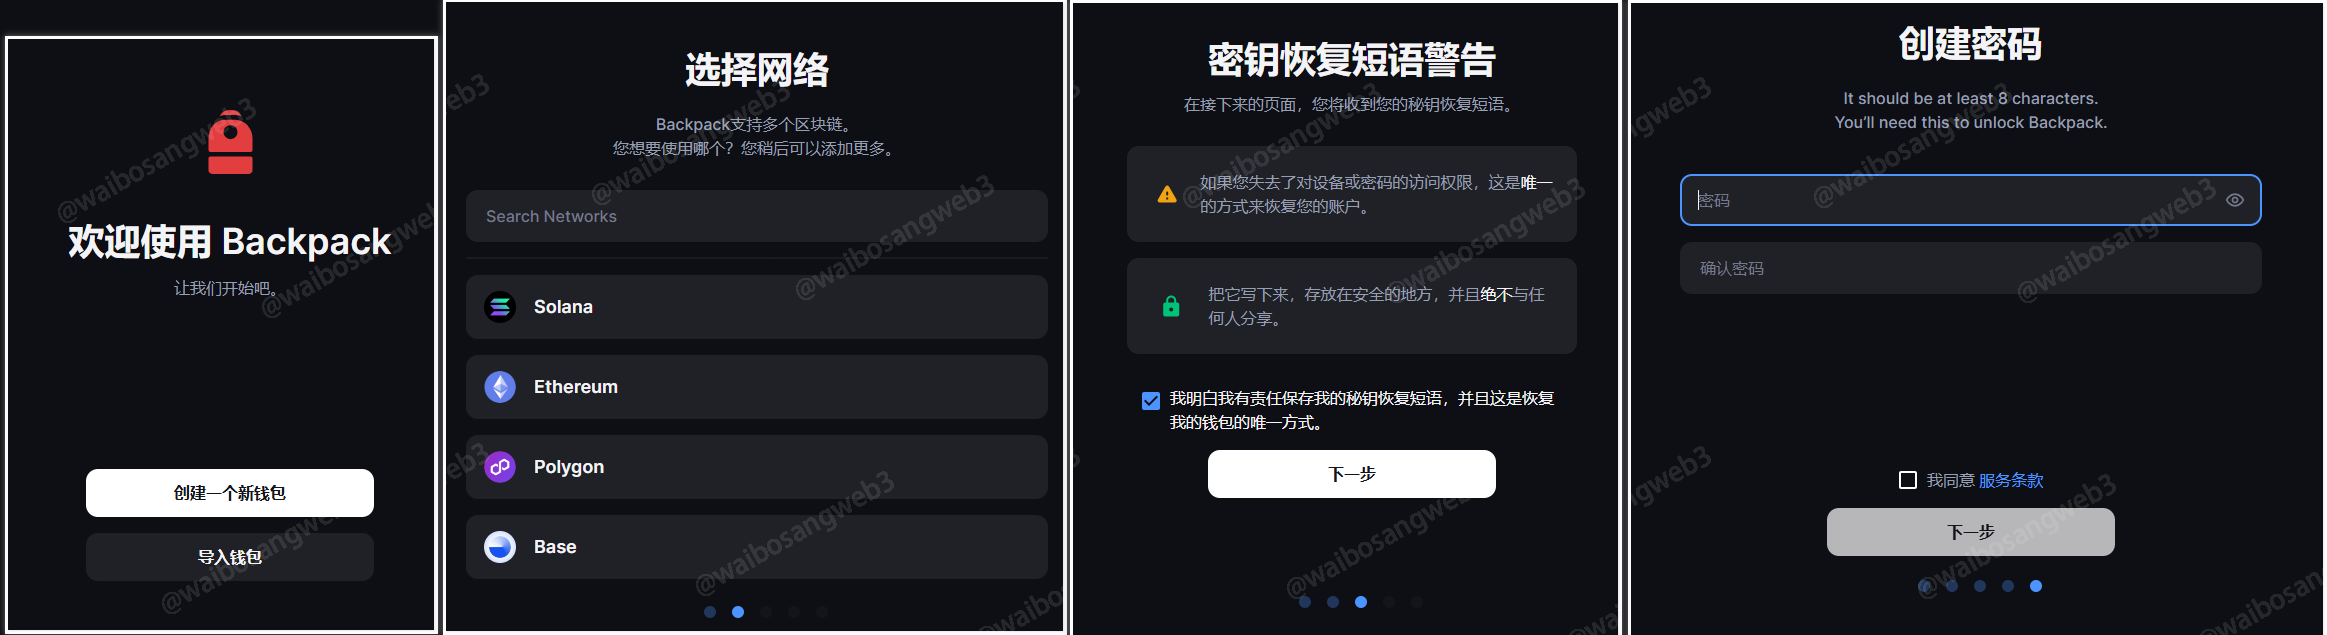 欢迎使用 Backpack
让我们开始吧。
创建一个新钱包
导入钱包
选择网络
Backpack支持多个区块链。
您想要使用哪个？您稍后可以添加更多。
Search Networks
Solana
Ethereum
Polygon
Base
密钥恢复短语警告
在接下来的页面，您将收到您的秘钥恢复短语。
如果您失去了对设备或密码的访问权限，这是唯一
的方式来恢复您的账户。
把它写下来，存放在安全的地方，并且绝不与任
何人分享。
我明白我有责任保存我的秘钥恢复短语，并且这是恢复
我的钱包的唯一方式。
下一步
创建密码
It should be at least 8 characters.
You'll need this to unlock Backpack.
密码
确认密码
我同意 服务条款
下一步
@waibosangweb3